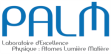 PALM
Laboratoire d'Excellence
Physique : Atomes Lumière Matière